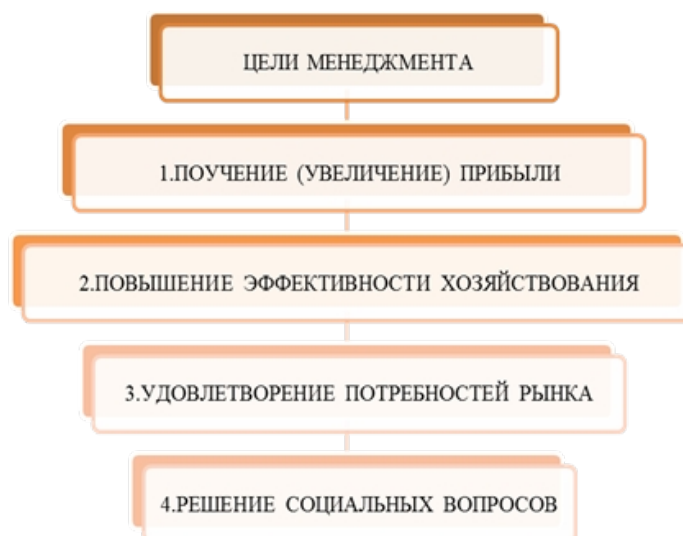 ЦЕЛИ МЕНЕДЖМЕНТА
1.ПОУЧЕНИЕ (УВЕЛИЧЕНИЕ) ПРИБЫЛИ
2.ПОВЫШЕНИЕ ЭФФЕКТИВНОСТИ ХОЗЯЙСТВОВАНИЯ
3.УДОВЛЕТВОРЕНИЕ ПОТРЕБНОСТЕЙ РЫНКА
4.РЕШЕНИЕ СОЦИАЛЬНЫХ ВОПРОСОВ